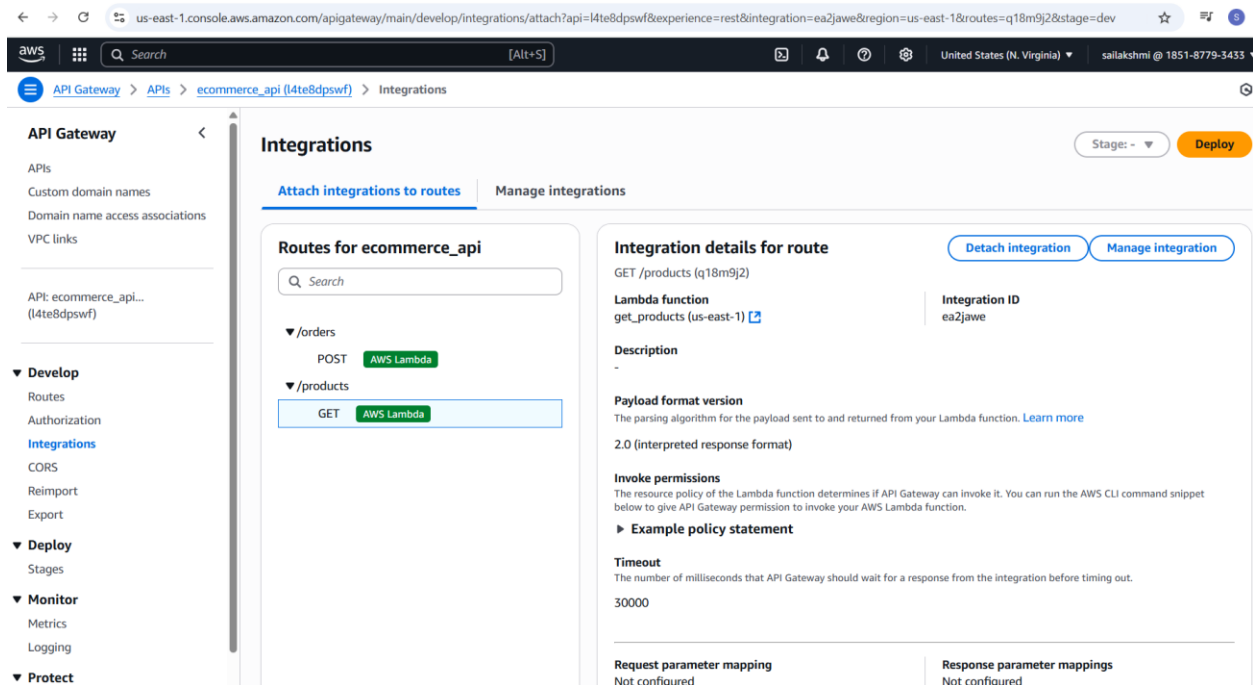 us-east-1.console.aws.amazon.com/apigateway/main/develop/integrations/attach?api=l4te8dpswf&experience=rest&integration=ea2jawe&region=us-east-1&routes=q18m9j2&stage=dev
S
aws Search [Alt+S] United States (N. Virginia) ▼ sailakshmi @ 1851-8779-3433 ▼
API Gateway > APIs > ecommerce_api (l4te8dpswf) > Integrations
API Gateway
APIs
Custom domain names
Domain name access associations
VPC links
API: ecommerce_api...
(l4te8dpswf)
▼ Develop
Routes
Authorization
Integrations
CORS
Reimport
Export
▼ Deploy
Stages
▼ Monitor
Metrics
Logging
▼ Protect
Integrations
Stage: - ▼ Deploy
Attach integrations to routes Manage integrations
Routes for ecommerce_api
Search
▼/orders
POST AWS Lambda
▼/products
GET AWS Lambda
Integration details for route Detach integration Manage integration
GET /products (q18m9j2)
Lambda function Integration ID
get_products (us-east-1) ea2jawe
Description
-
Payload format version
The parsing algorithm for the payload sent to and returned from your Lambda function. Learn more
2.0 (interpreted response format)
Invoke permissions
The resource policy of the Lambda function determines if API Gateway can invoke it. You can run the AWS CLI command snippet
below to give API Gateway permission to invoke your AWS Lambda function.
▶ Example policy statement
Timeout
The number of milliseconds that API Gateway should wait for a response from the integration before timing out.
30000
Request parameter mapping Response parameter mappings
Not configured Not configured